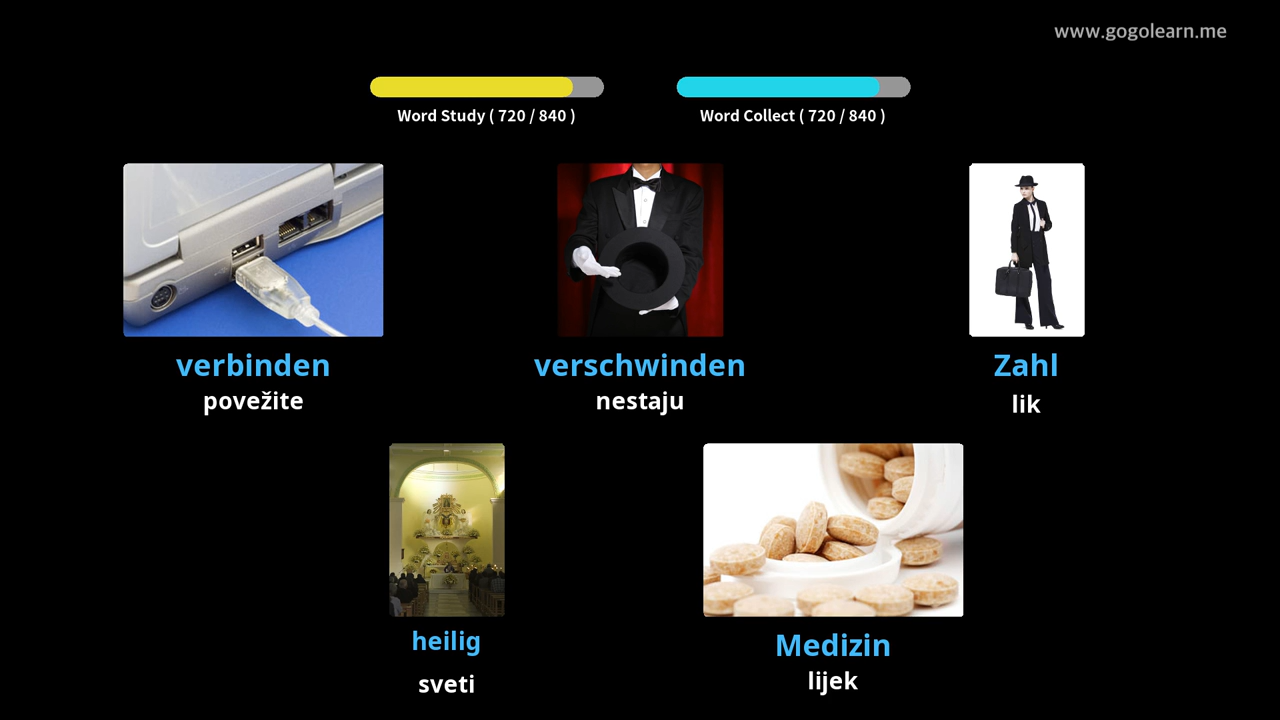 www.gogolearn.me
Word Study ( 720 / 840 )
Word Collect ( 720 / 840 )
verbinden
povežite
verschwinden
nestaju
Zahl
lik
heilig
sveti
Medizin
lijek